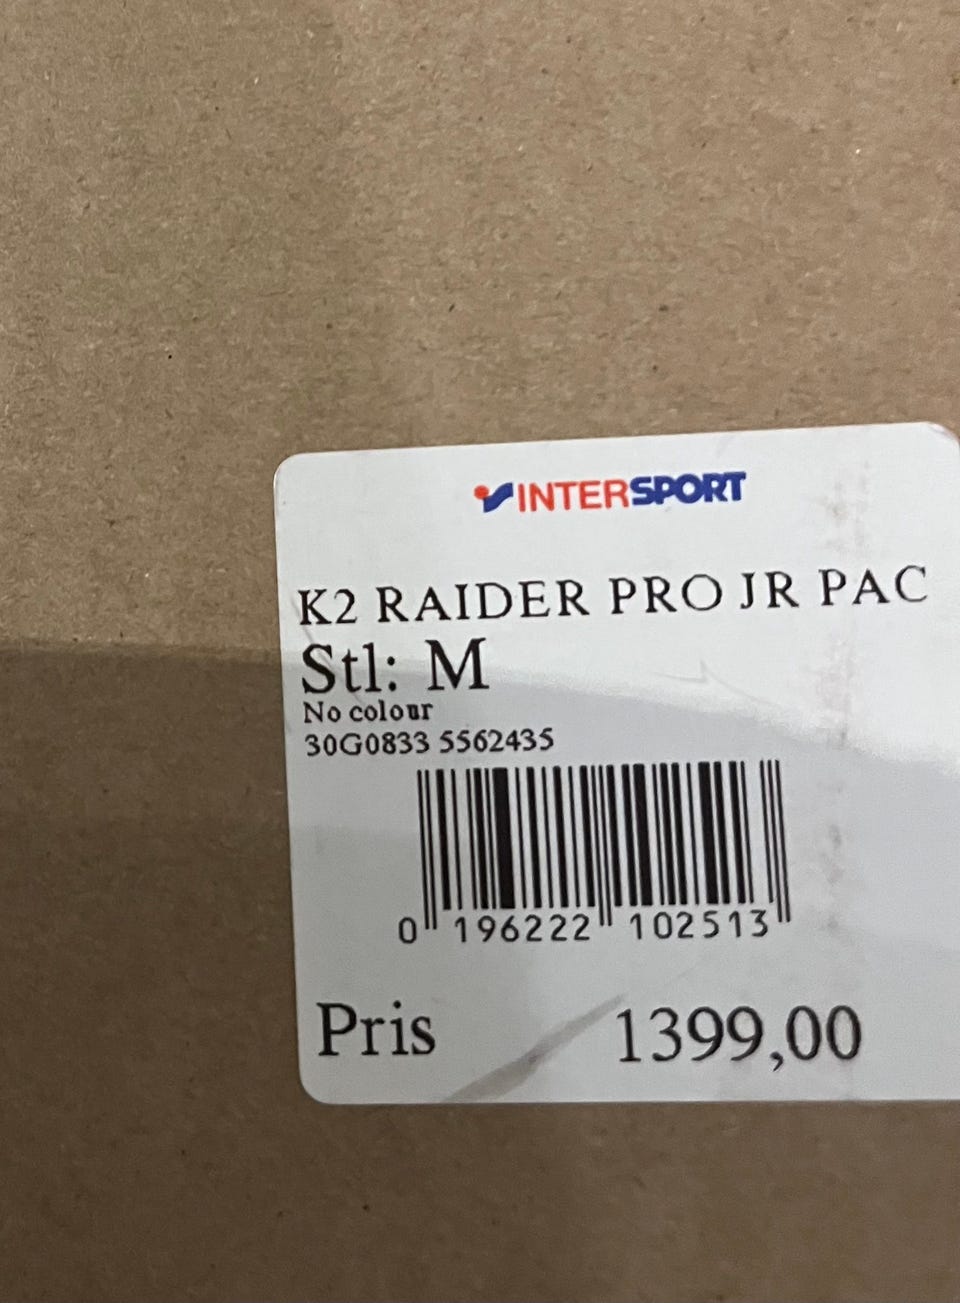 INTERSPORT
K2 RAIDER PRO JR PAC
Stl: M
No colour
30G0833 5562435
0 196222 102513
Pris 1399,00